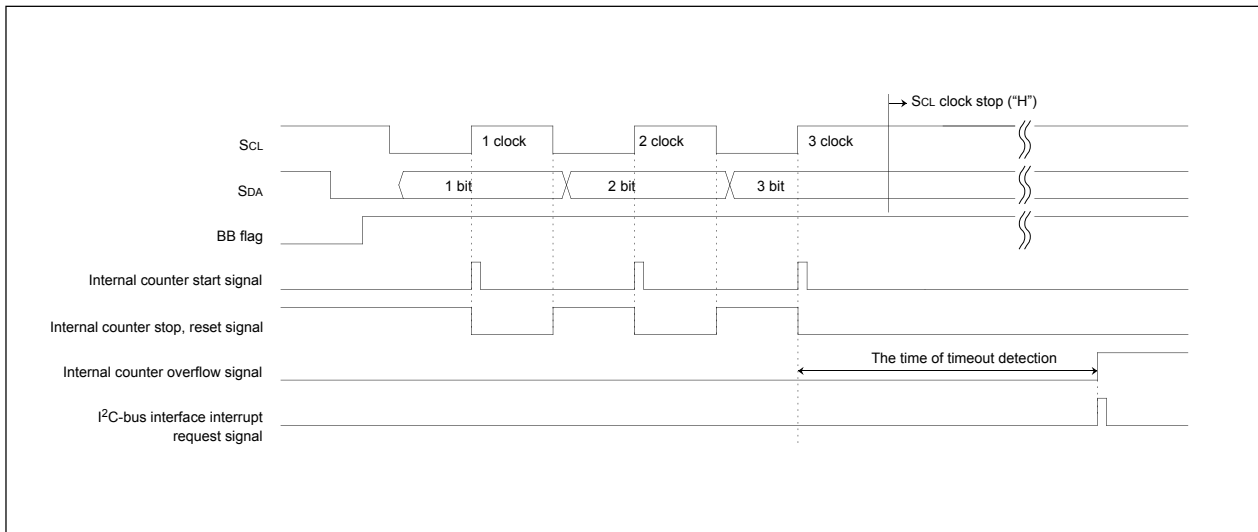 SCL clock stop (“H”)
SCL
1 clock
2 clock
3 clock
SDA
1 bit
2 bit
3 bit
BB flag
Internal counter start signal
Internal counter stop, reset signal
The time of timeout detection
Internal counter overflow signal
I2C-bus interface interrupt
request signal